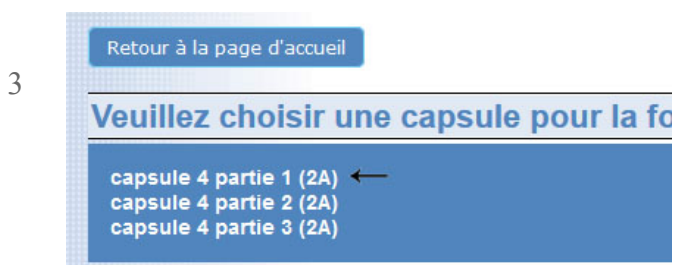 3
Retour à la page d'accueil
Veuillez choisir une capsule pour la fo
capsule 4 partie 1 (2A) ←
capsule 4 partie 2 (2A)
capsule 4 partie 3 (2A)